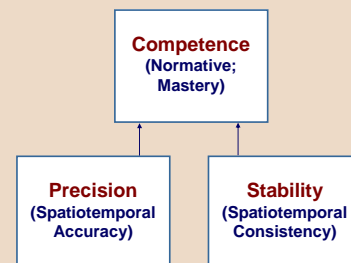 Competence
(Normative;
Mastery)
Precision
(Spatiotemporal
Accuracy)
Stability
(Spatiotemporal
Consistency)